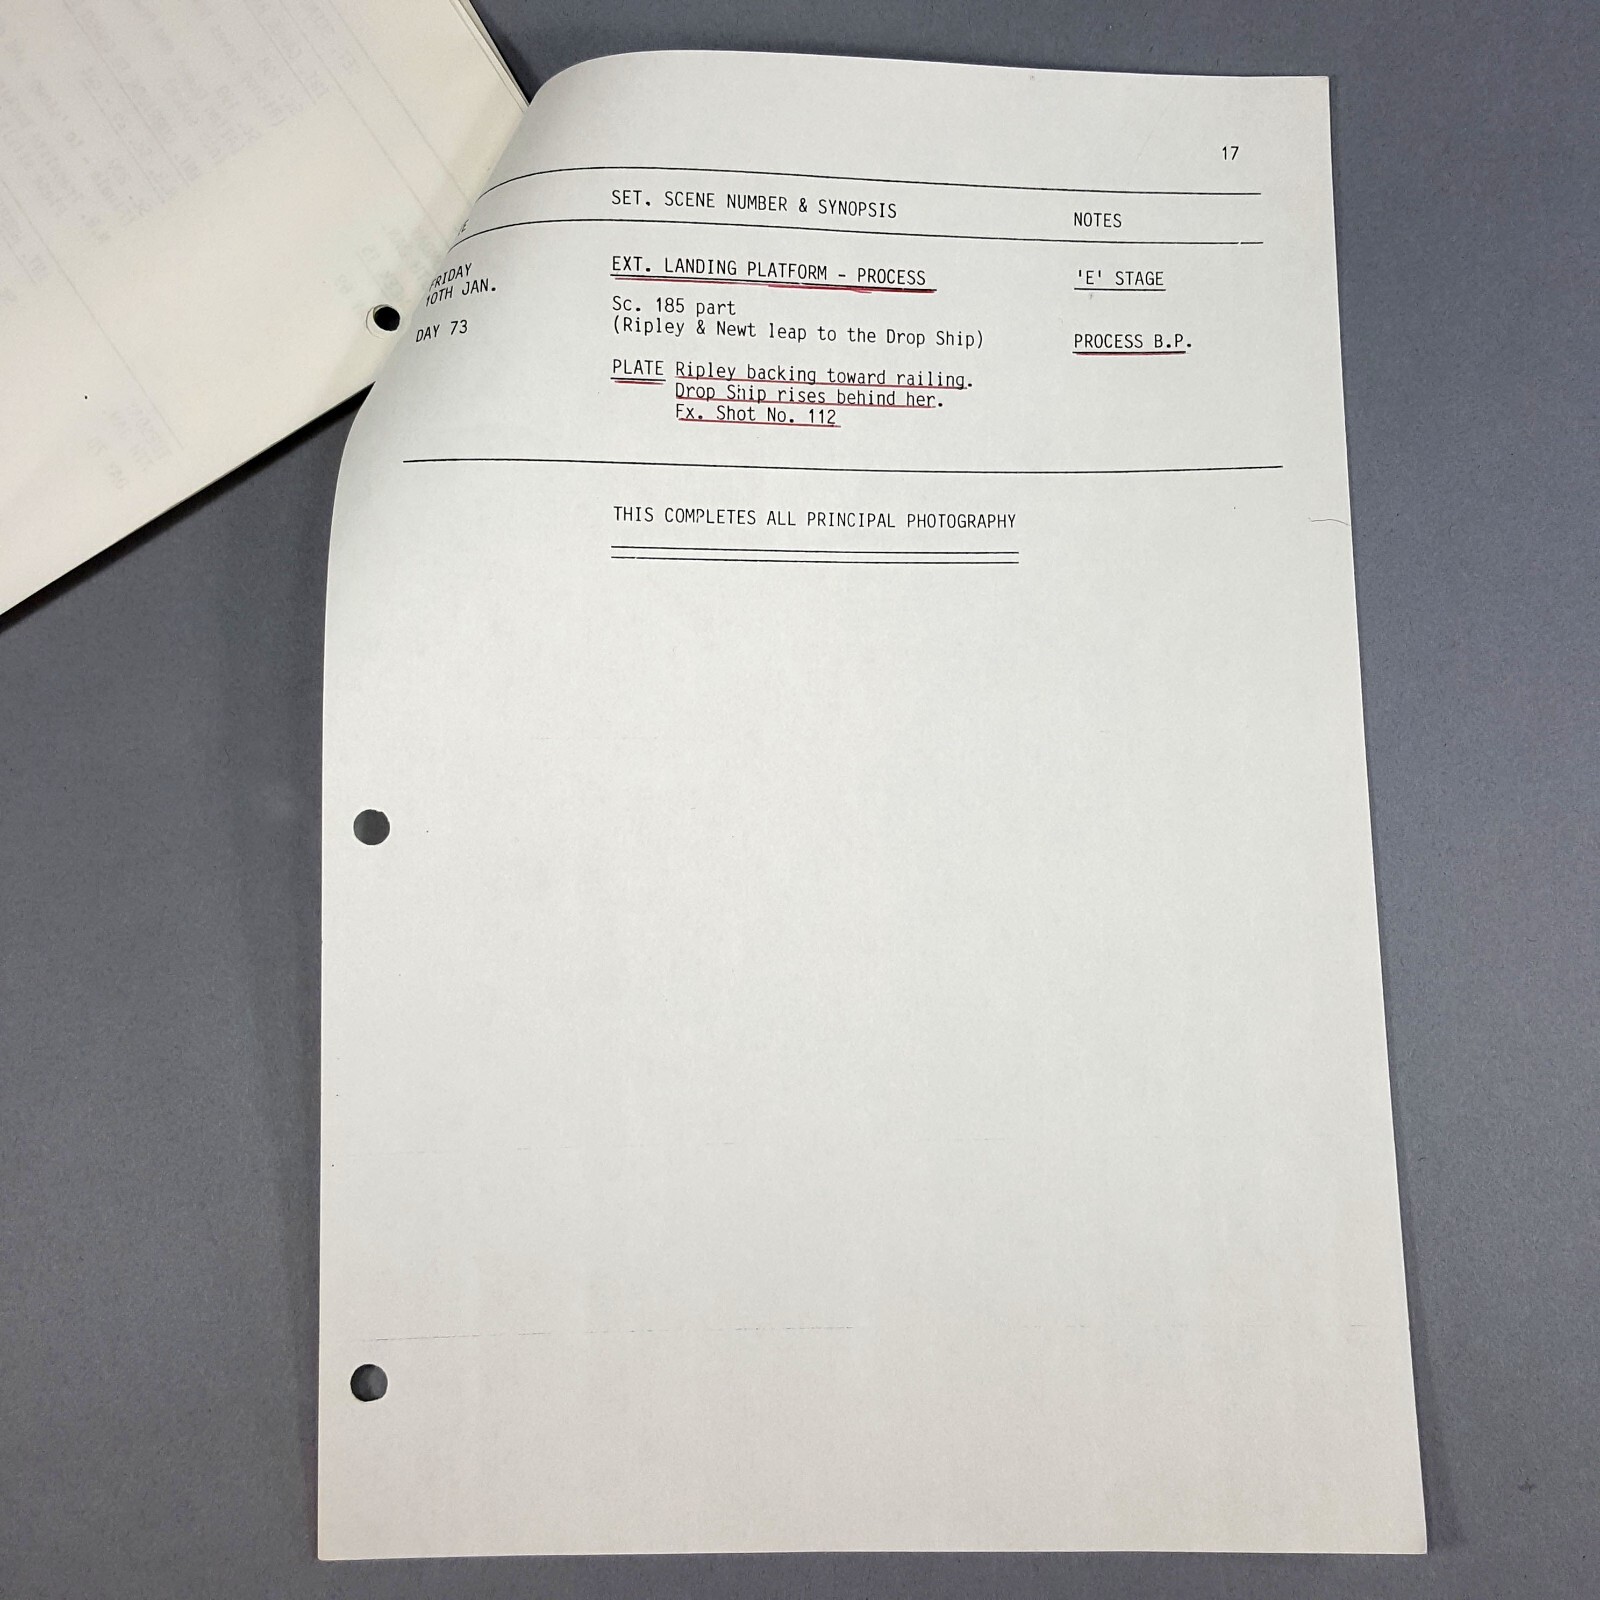 17
SET. SCENE NUMBER & SYNOPSIS
NOTES
FRIDAY
10TH JAN.
DAY 73
EXT. LANDING PLATFORM - PROCESS
Sc. 185 part
(Ripley & Newt leap to the Drop Ship)
PLATE Ripley backing toward railing.
Drop Ship rises behind her.
Fx. Shot No. 112
'E' STAGE
PROCESS B.P.
THIS COMPLETES ALL PRINCIPAL PHOTOGRAPHY